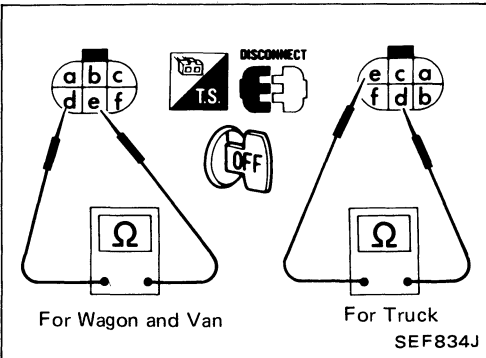 DISCONNECT
a b c
d e f
T.S.
OFF
e c a
f d b
Ω
Ω
For Wagon and Van
For Truck
SEF834J